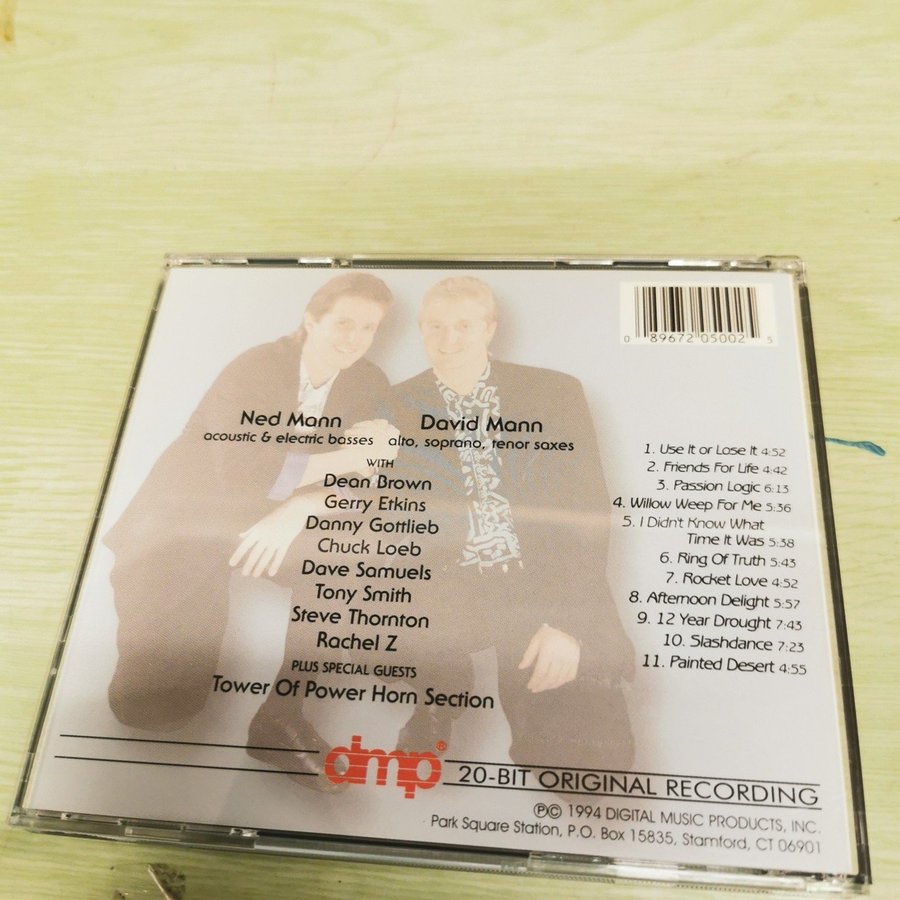 0 89672 05002 5
Ned Mann
acoustic & electric basses
David Mann
alto, soprano, tenor saxes
WITH
Dean Brown
Gerry Etkins
Danny Gottlieb
Chuck Loeb
Dave Samuels
Tony Smith
Steve Thornton
Rachel Z
PLUS SPECIAL GUESTS
Tower Of Power Horn Section
1. Use It or Lose It 4:52
2. Friends For Life 4:42
3. Passion Logic 6:13
4. Willow Weep For Me 5:36
5. I Didn't Know What
Time It Was 5:38
6. Ring Of Truth 5:43
7. Rocket Love 4:52
8. Afternoon Delight 5:57
9. 12 Year Drought 7:43
10. Slashdance 7:23
11. Painted Desert 4:55
dmp®
20-BIT ORIGINAL RECORDING
℗© 1994 DIGITAL MUSIC PRODUCTS, INC.
Park Square Station, P.O. Box 15835, Stamford, CT 06901